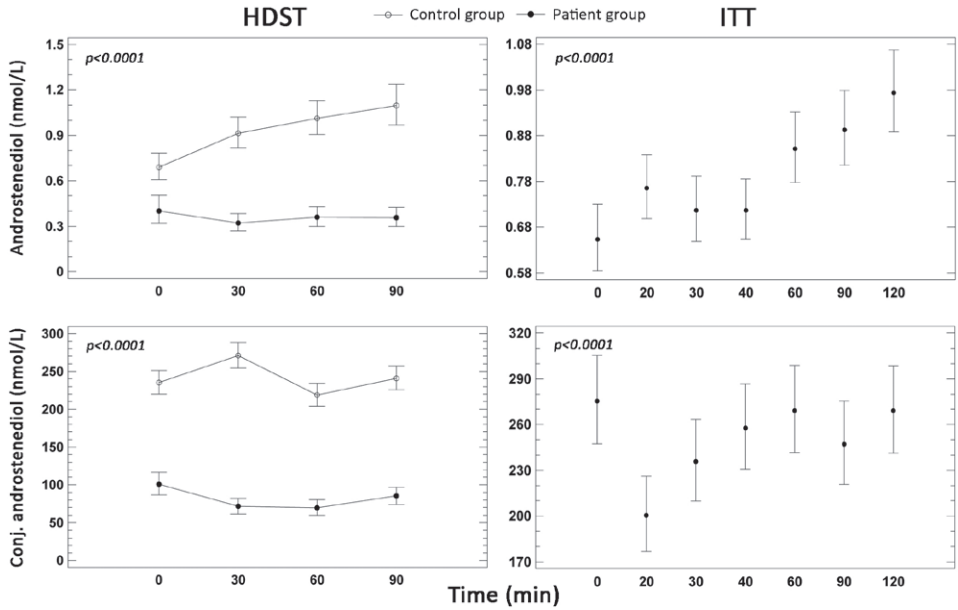 HDST
Control group
Patient group
ITT
Androstenediol (nmol/L)
p<0.0001
1.5
1.2
0.9
0.6
0.3
0
0 30 60 90
p<0.0001
1.08
0.98
0.88
0.78
0.68
0.58
0 20 30 40 60 90 120
Conj. androstenediol (nmol/L)
p<0.0001
300
250
200
150
100
50
0
0 30 60 90
p<0.0001
320
290
260
230
200
170
0 20 30 40 60 90 120
Time (min)